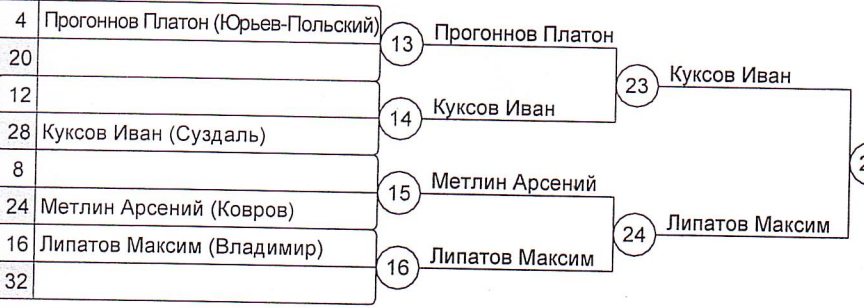 4 Прогоннов Платон (Юрьев-Польский)
20
12
28 Куксов Иван (Суздаль)
8
24 Метлин Арсений (Ковров)
16 Липатов Максим (Владимир)
32
13 Прогоннов Платон
14 Куксов Иван
15 Метлин Арсений
16 Липатов Максим
23 Куксов Иван
24 Липатов Максим